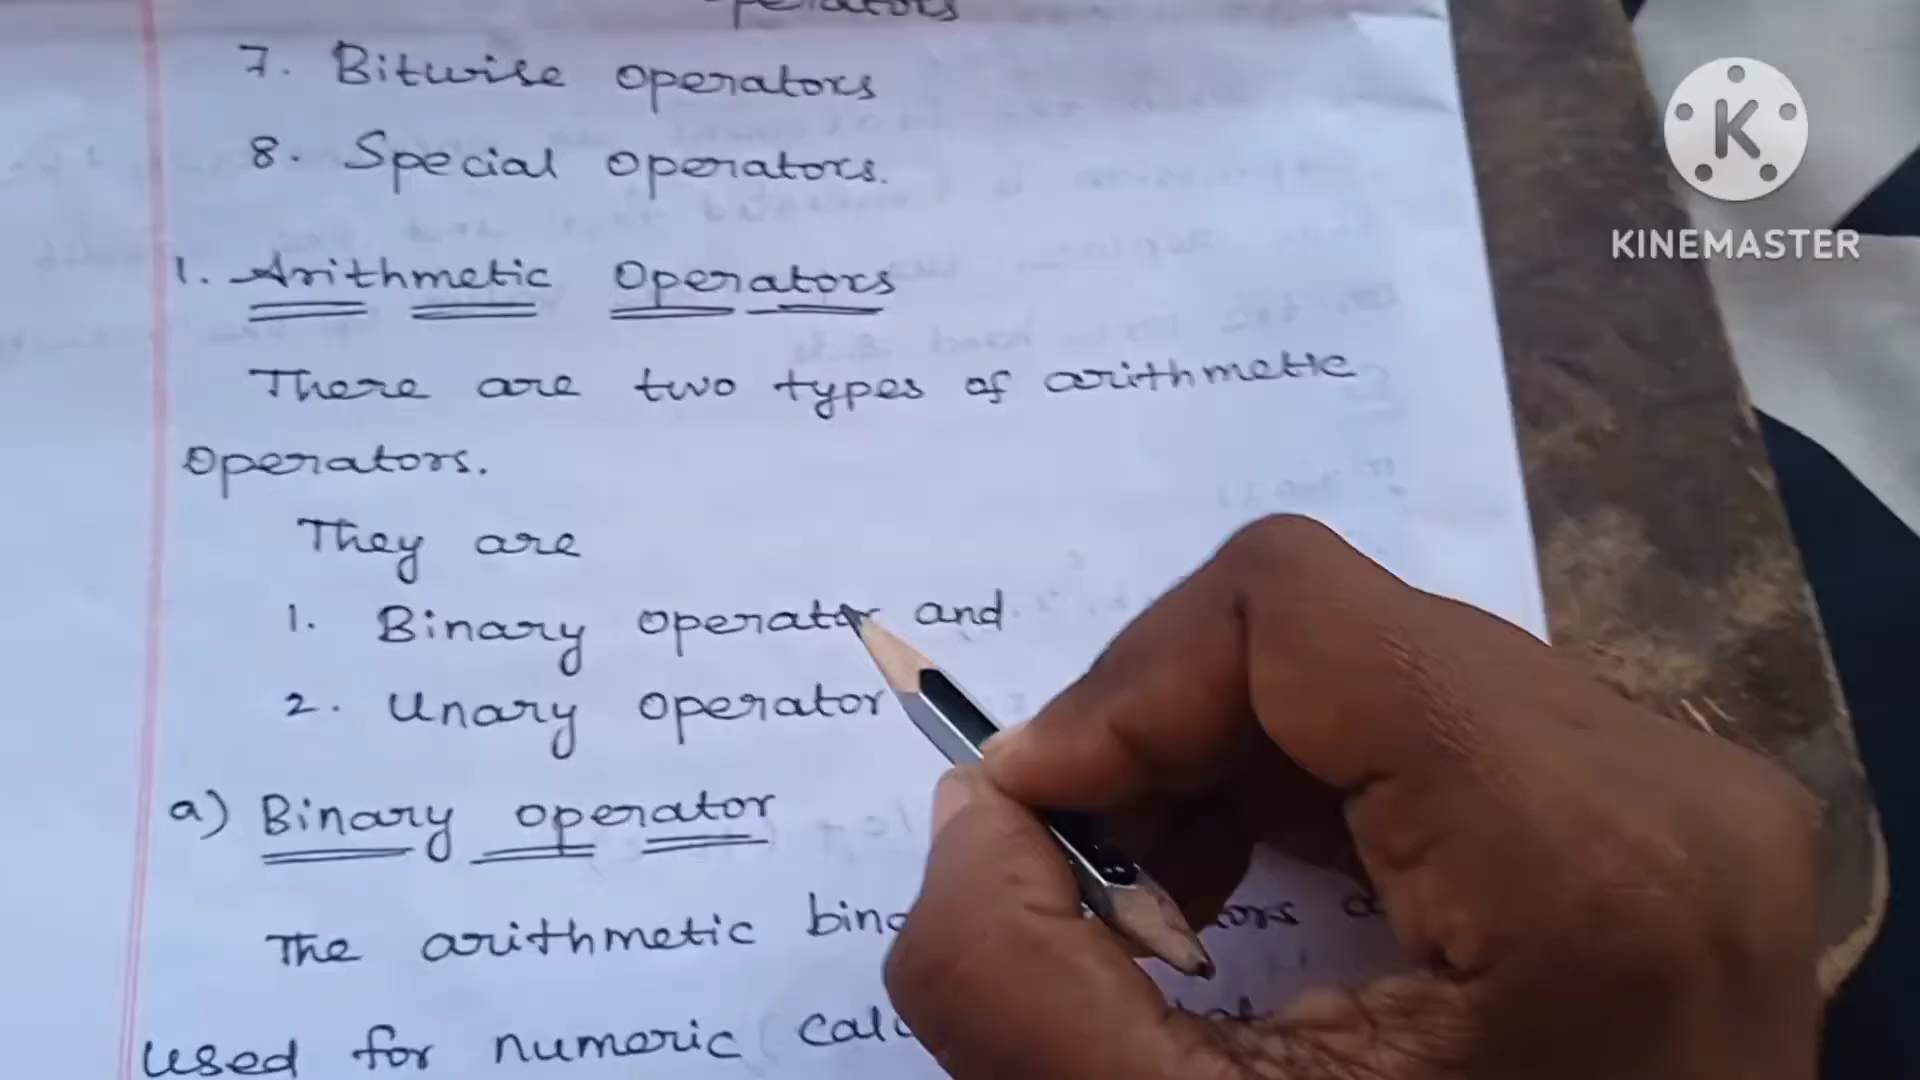 operators
7. Bitwise operators
8. Special operators.
1. Arithmetic Operators
There are two types of arithmetic
operators.
They are
1. Binary operator and
2. Unary operator
a) Binary operator
The arithmetic
used for numeric
K
KINEMASTER